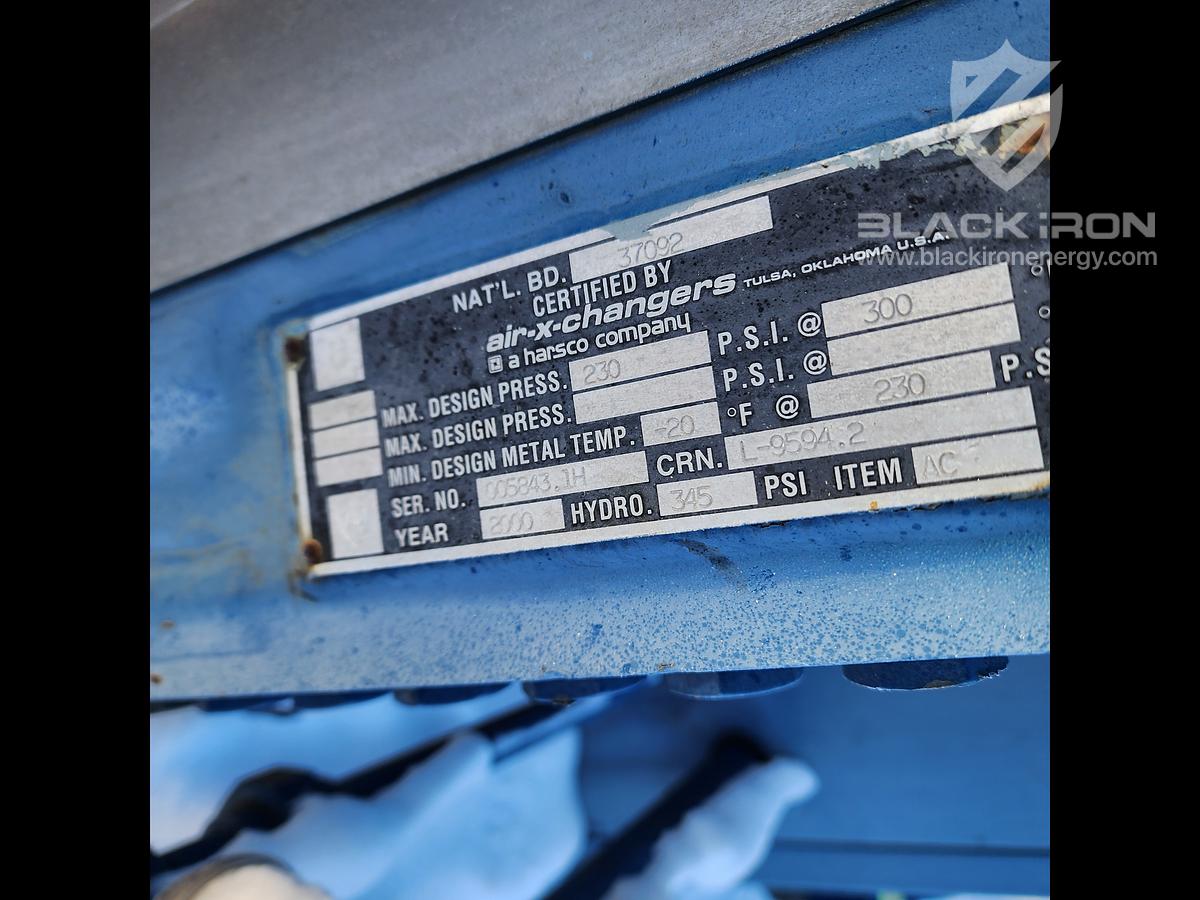 BLACK iRON
www.blackironenergy.com
NAT'L. BD. 37092
CERTIFIED BY
air-x-changers TULSA, OKLAHOMA U.S.A.
a harsco company
MAX. DESIGN PRESS. 230 P.S.I. @ 300 °
MAX. DESIGN PRESS. P.S.I. @ °
MIN. DESIGN METAL TEMP. -20 °F @ 230 P.S
SER. NO. 005843.1H CRN. L-9594.2
YEAR 2000 HYDRO. 345 PSI ITEM AC